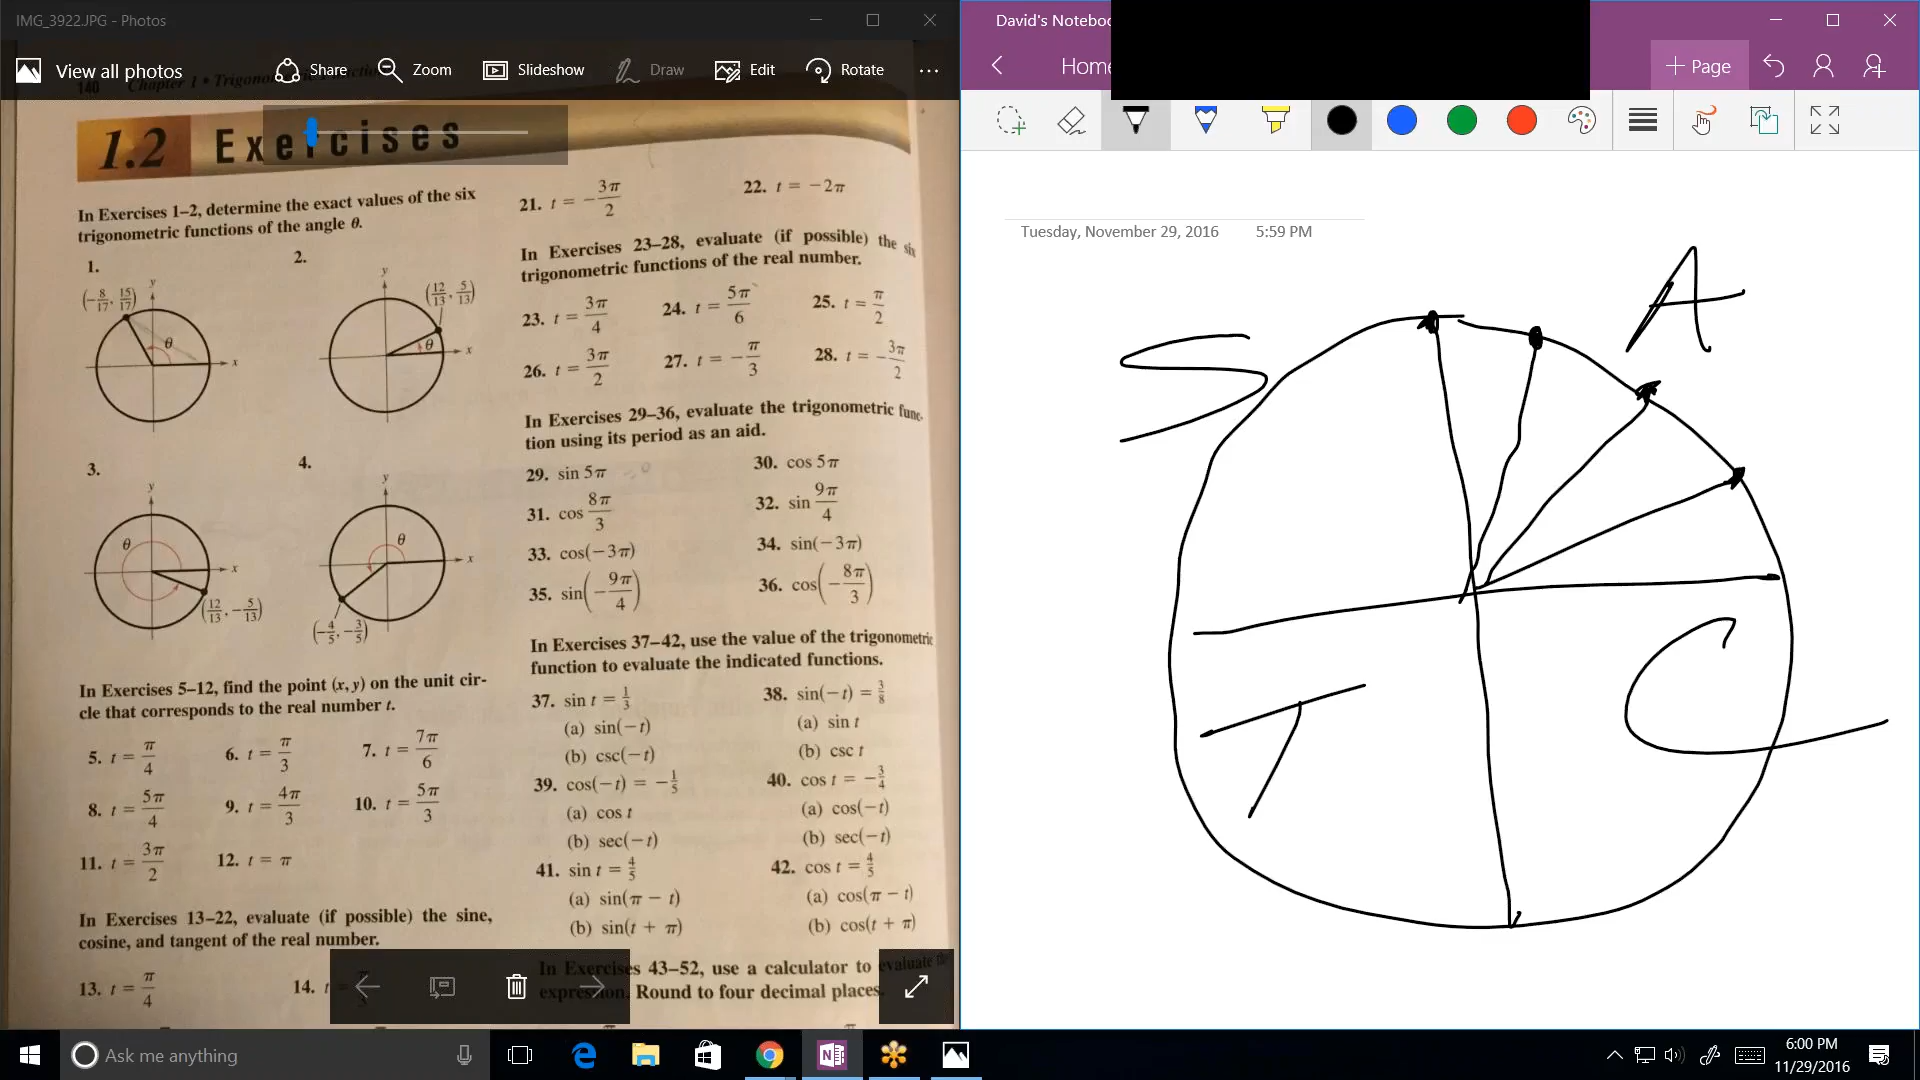 IMG_3922.JPG - Photos
View all photos
Share
Zoom
Slideshow
Draw
Edit
Rotate
140 Chapter 1 • Trigono
1.2 Exercises
In Exercises 1–2, determine the exact values of the six
trigonometric functions of the angle θ.
1.
(-8/17, 15/17)
y
θ
x
2.
y
(12/13, 5/13)
θ
x
3.
y
θ
x
(12/13, -5/13)
4.
y
θ
x
(-4/5, -3/5)
In Exercises 5–12, find the point (x, y) on the unit cir-
cle that corresponds to the real number t.
5. t = π/4
6. t = π/3
7. t = 7π/6
8. t = 5π/4
9. t = 4π/3
10. t = 5π/3
11. t = 3π/2
12. t = π
In Exercises 13–22, evaluate (if possible) the sine,
cosine, and tangent of the real number.
13. t = π/4
14. t
21. t = -3π/2
22. t = -2π
In Exercises 23–28, evaluate (if possible) the six
trigonometric functions of the real number.
23. t = 3π/4
24. t = 5π/6
25. t = π/2
26. t = 3π/2
27. t = -π/3
28. t = -3π/2
In Exercises 29–36, evaluate the trigonometric func-
tion using its period as an aid.
29. sin 5π
30. cos 5π
31. cos 8π/3
32. sin 9π/4
33. cos(-3π)
34. sin(-3π)
35. sin(-9π/4)
36. cos(-8π/3)
In Exercises 37–42, use the value of the trigonometric
function to evaluate the indicated functions.
37. sin t = 1/3
(a) sin(-t)
(b) csc(-t)
38. sin(-t) = 3/8
(a) sin t
(b) csc t
39. cos(-t) = -1/5
(a) cos t
(b) sec(-t)
40. cos t = -3/4
(a) cos(-t)
(b) sec(-t)
41. sin t = 4/5
(a) sin(π - t)
(b) sin(t + π)
42. cos t = 4/5
(a) cos(π - t)
(b) cos(t + π)
In Exercises 43–52, use a calculator to evaluate the
expression. Round to four decimal places.
David's Notebo
Home
Page
Tuesday, November 29, 2016 5:59 PM
S
A
T
C
Ask me anything
6:00 PM
11/29/2016